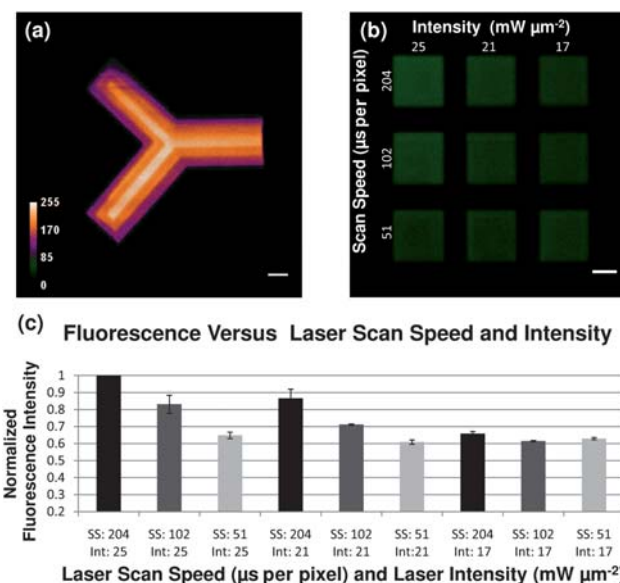 (a)
255
170
85
0
(b)
Intensity (mW µm-2)
25 21 17
Scan Speed (µs per pixel)
204
102
51
(c) Fluorescence Versus Laser Scan Speed and Intensity
Normalized
Fluorescence Intensity
1
0.9
0.8
0.7
0.6
0.5
0.4
0.3
0.2
SS: 204 SS: 102 SS: 51 SS: 204 SS: 102 SS: 51 SS: 204 SS: 102 SS: 51
Int: 25 Int: 25 Int: 25 Int: 21 Int: 21 Int:21 Int: 17 Int: 17 Int: 17
Laser Scan Speed (µs per pixel) and Laser Intensity (mW µm-2)